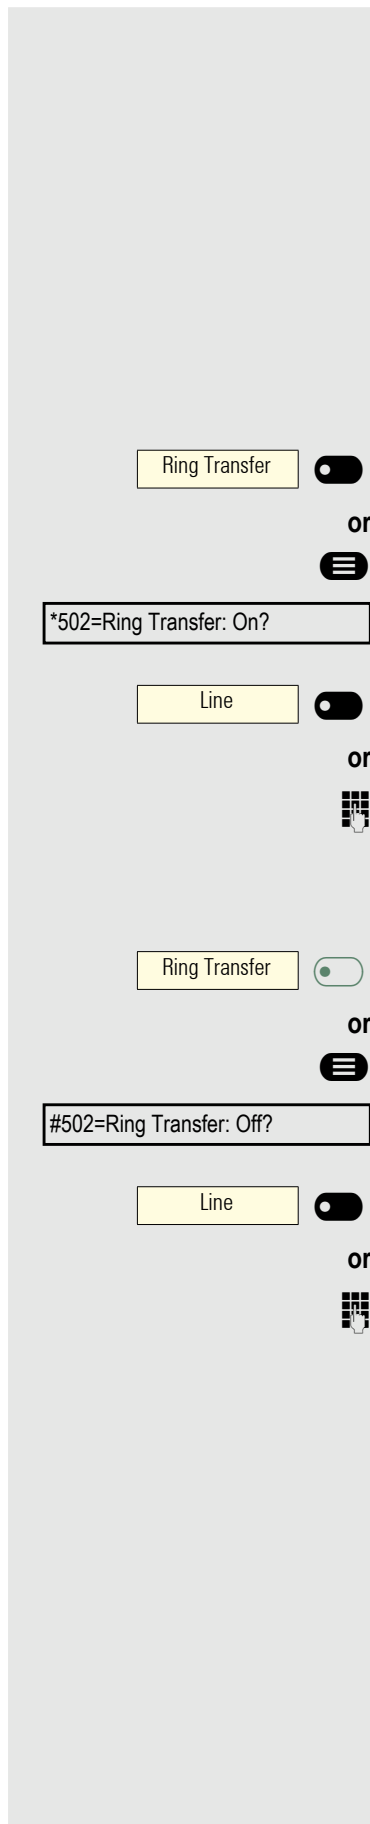 Ring Transfer
or
*502=Ring Transfer: On?
Line
or
Ring Transfer
or
#502=Ring Transfer: Off?
Line
or